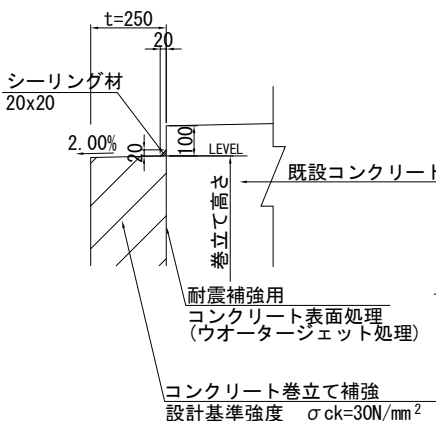 t=250
20
シーリング材
20x20
2.00%
20
100
LEVEL
既設コンクリート
巻立て高さ
耐震補強用
コンクリート表面処理
(ウオータージェット処理)
コンクリート巻立て補強
設計基準強度 σck=30N/mm²